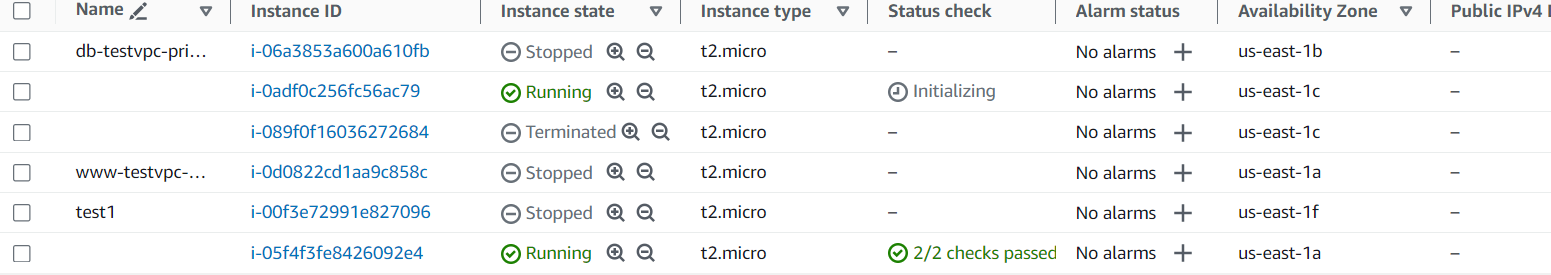 Name Instance ID Instance state Instance type Status check Alarm status Availability Zone Public IPv4
db-testvpc-pri... i-06a3853a600a610fb Stopped t2.micro – No alarms + us-east-1b –
i-0adf0c256fc56ac79 Running t2.micro Initializing No alarms + us-east-1c –
i-089f0f16036272684 Terminated t2.micro – No alarms + us-east-1c –
www-testvpc-... i-0d0822cd1aa9c858c Stopped t2.micro – No alarms + us-east-1a –
test1 i-00f3e72991e827096 Stopped t2.micro – No alarms + us-east-1f –
i-05f4f3fe8426092e4 Running t2.micro 2/2 checks passed No alarms + us-east-1a –